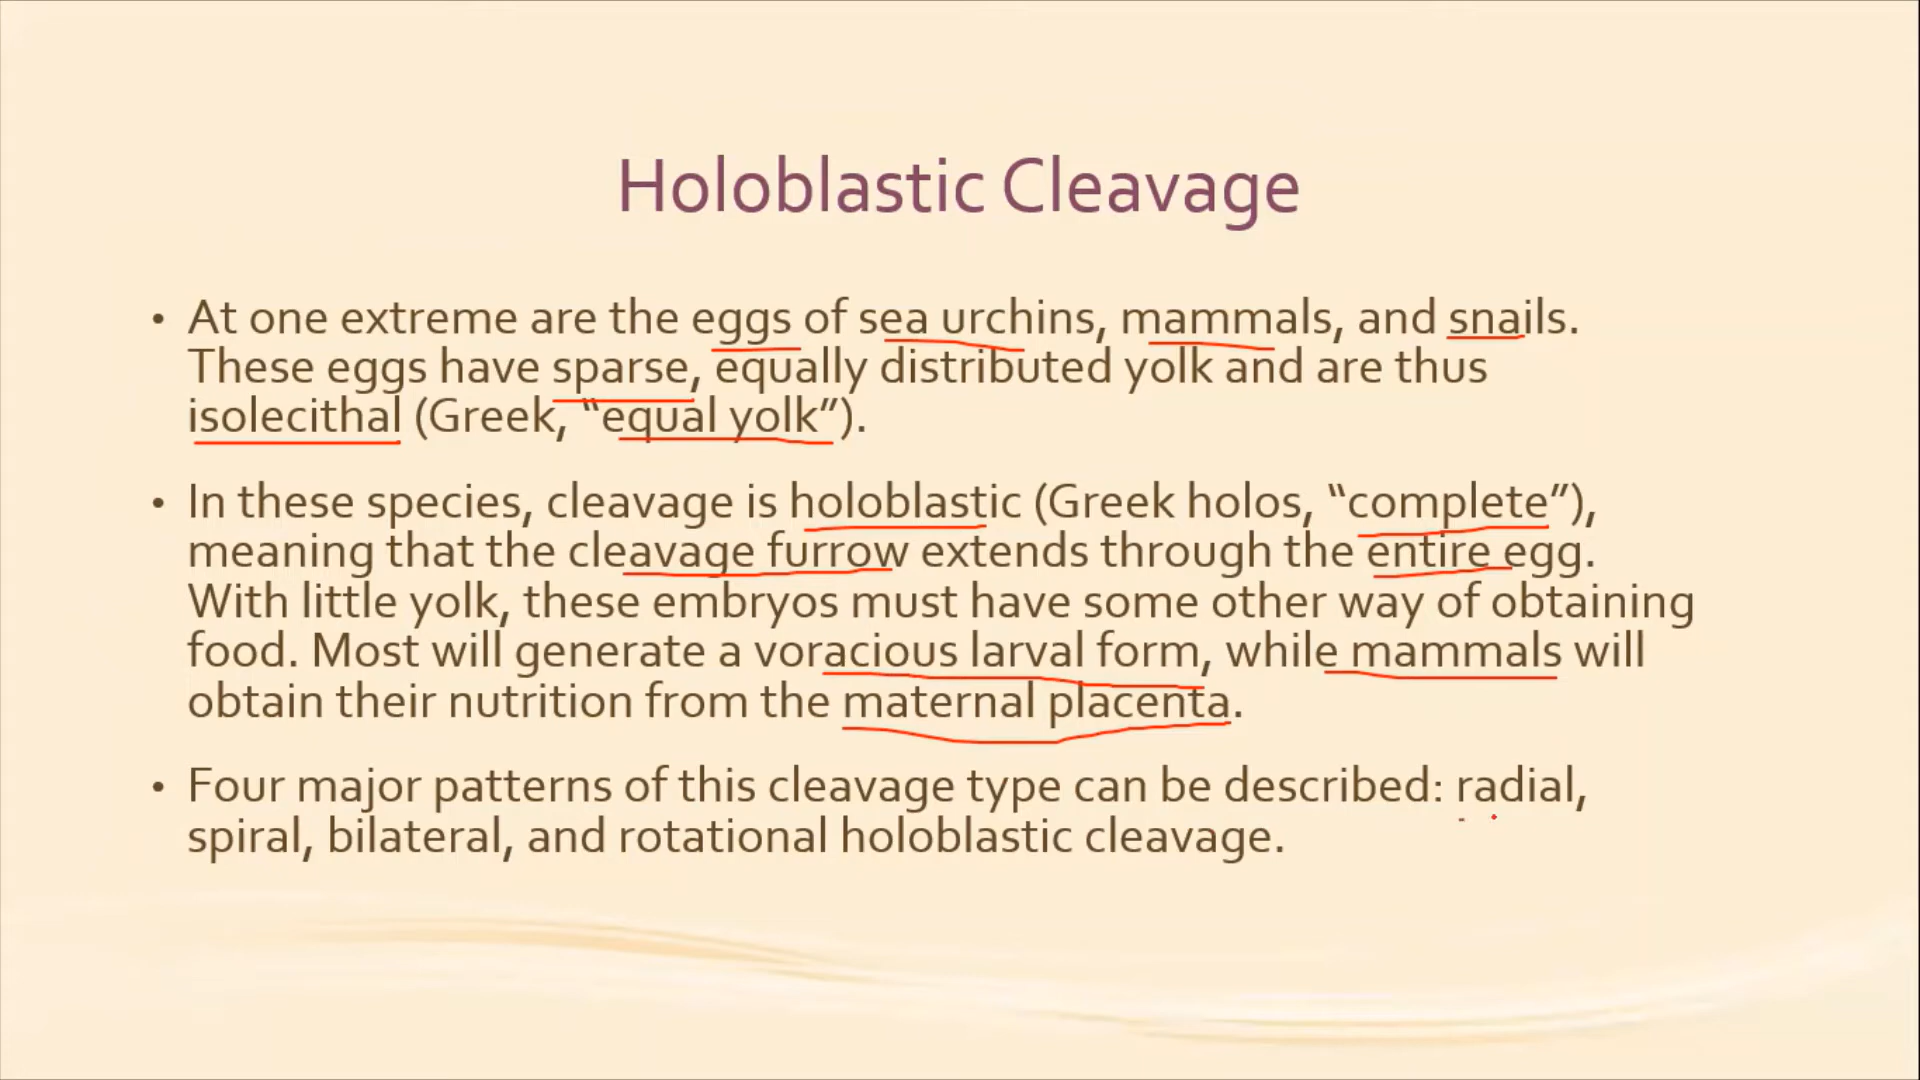 Holoblastic Cleavage
• At one extreme are the eggs of sea urchins, mammals, and snails.
These eggs have sparse, equally distributed yolk and are thus
isolecithal (Greek, “equal yolk”).
• In these species, cleavage is holoblastic (Greek holos, “complete”),
meaning that the cleavage furrow extends through the entire egg.
With little yolk, these embryos must have some other way of obtaining
food. Most will generate a voracious larval form, while mammals will
obtain their nutrition from the maternal placenta.
• Four major patterns of this cleavage type can be described: radial,
spiral, bilateral, and rotational holoblastic cleavage.